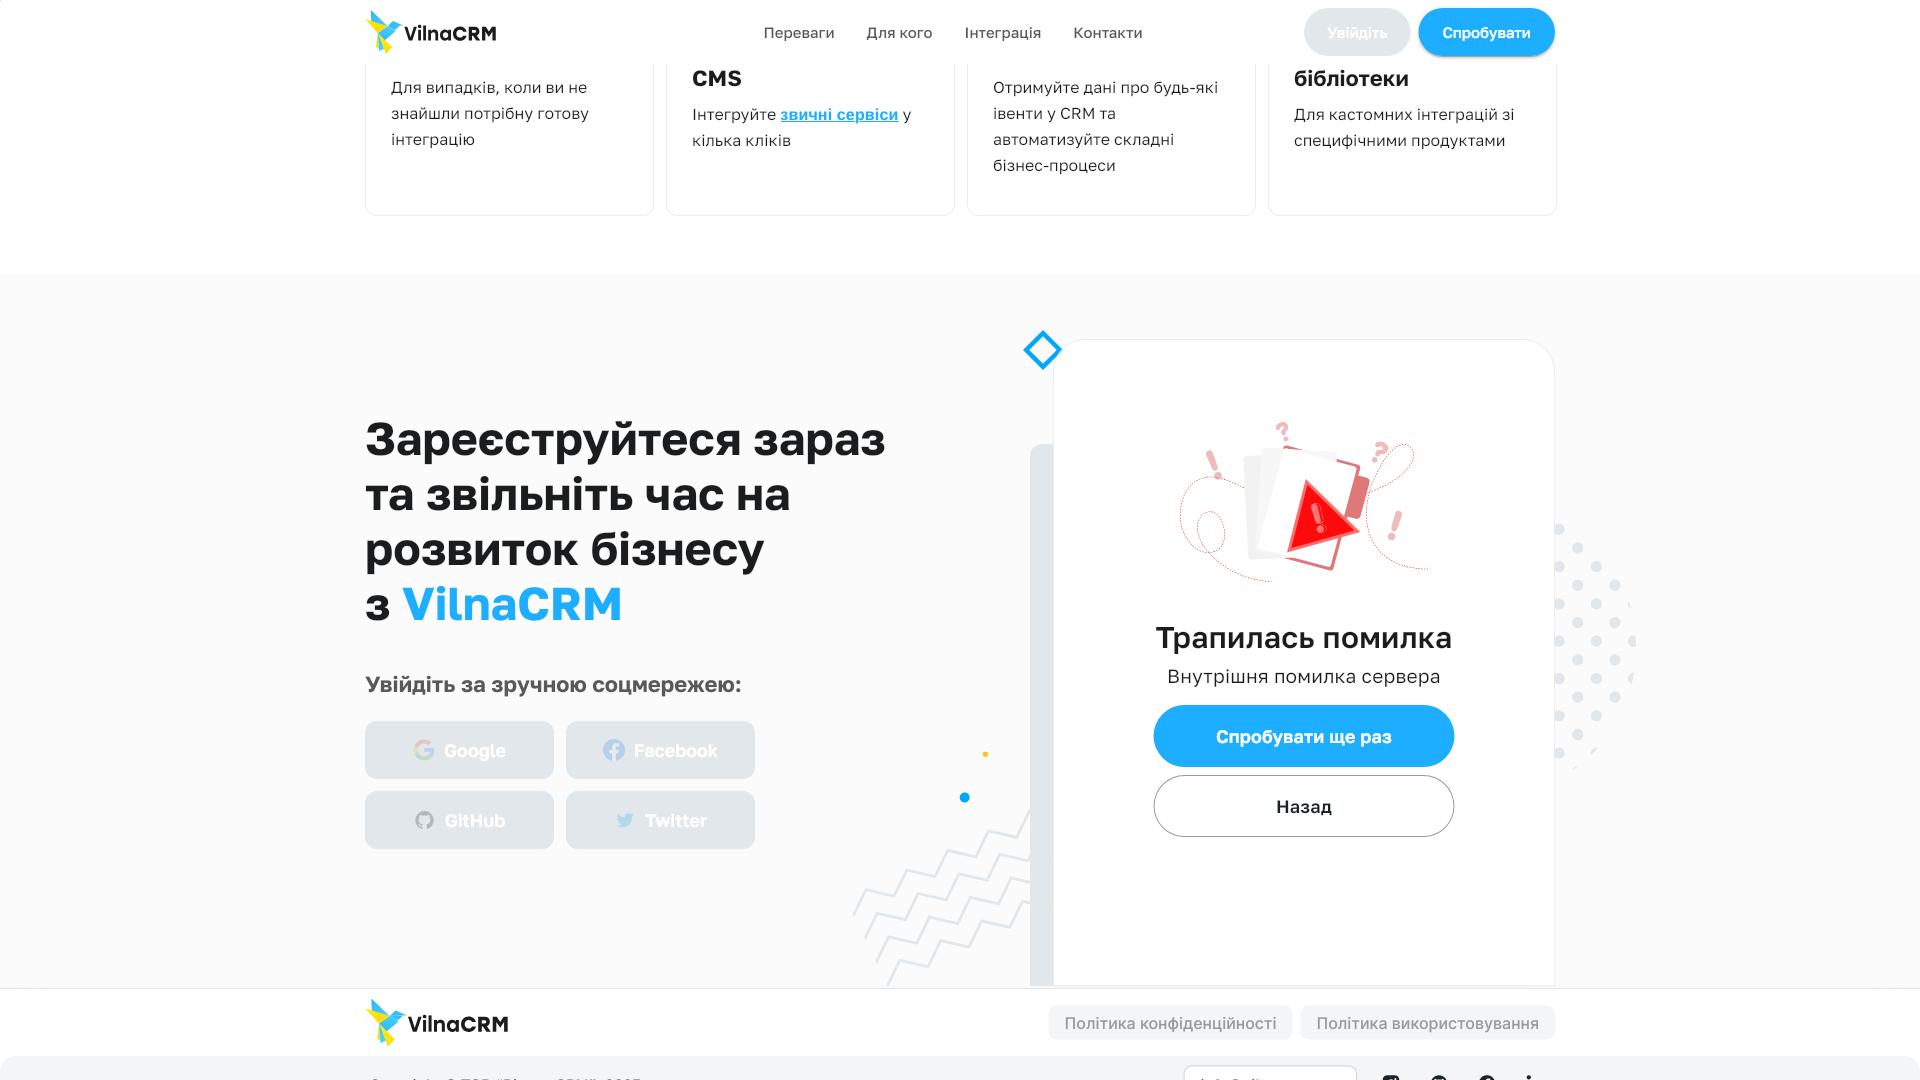 VilnaCRM
Переваги
Для кого
Інтеграція
Контакти
Увійдіть
Спробувати
Для випадків, коли ви не
знайшли потрібну готову
інтеграцію
CMS
Інтегруйте звичні сервіси у
кілька кліків
Отримуйте дані про будь-які
івенти у CRM та
автоматизуйте складні
бізнес-процеси
бібліотеки
Для кастомних інтеграцій зі
специфічними продуктами
Зареєструйтеся зараз
та звільніть час на
розвиток бізнесу
з VilnaCRM
Увійдіть за зручною соцмережею:
Google
Facebook
GitHub
Twitter
Трапилась помилка
Внутрішня помилка сервера
Спробувати ще раз
Назад
VilnaCRM
Політика конфіденційності
Політика використовування